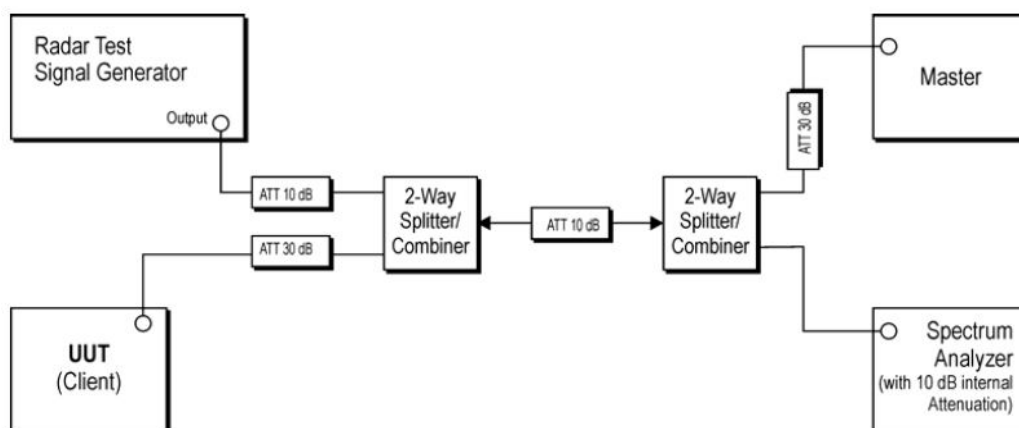 Radar Test
Signal Generator
Output
ATT 10 dB
ATT 30 dB
UUT
(Client)
2-Way
Splitter/
Combiner
ATT 10 dB
2-Way
Splitter/
Combiner
ATT 30 dB
Master
Spectrum
Analyzer
(with 10 dB internal
Attenuation)